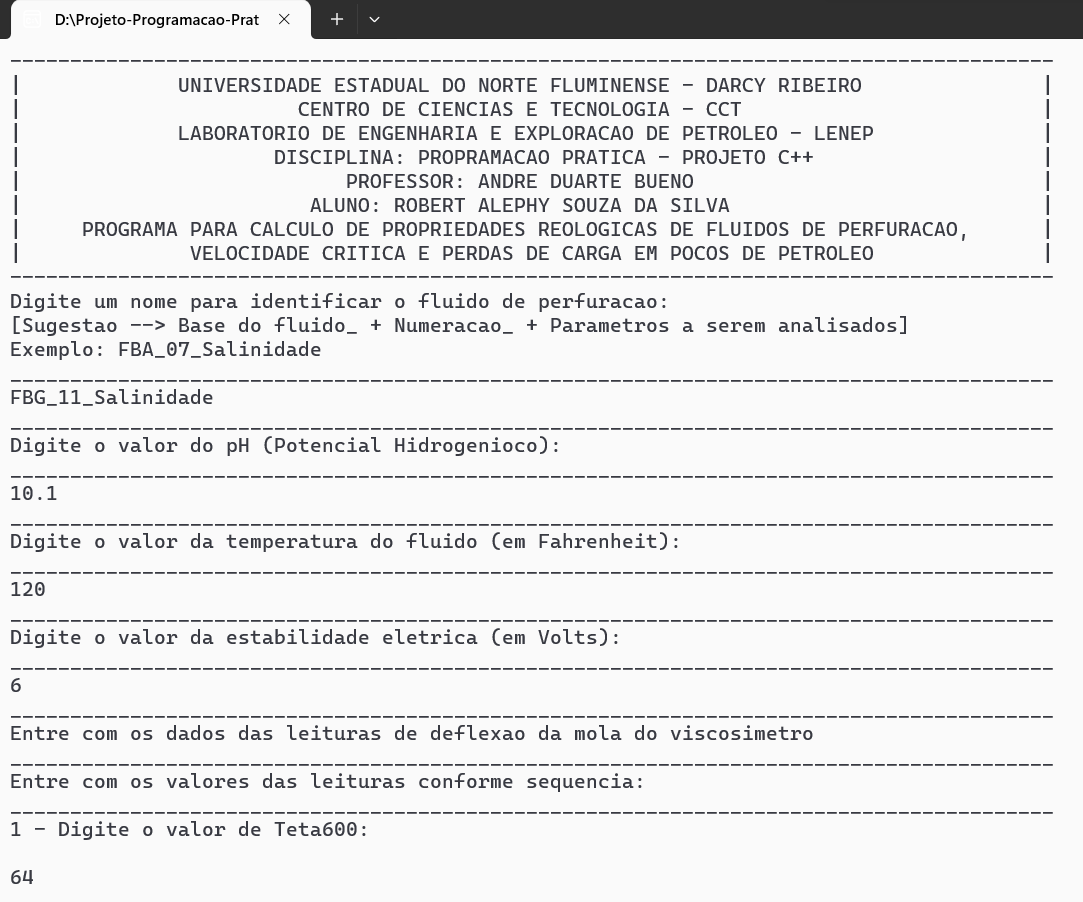 D:\Projeto-Programacao-Prat
UNIVERSIDADE ESTADUAL DO NORTE FLUMINENSE - DARCY RIBEIRO
CENTRO DE CIENCIAS E TECNOLOGIA - CCT
LABORATORIO DE ENGENHARIA E EXPLORACAO DE PETROLEO - LENEP
DISCIPLINA: PROPRAMACAO PRATICA - PROJETO C++
PROFESSOR: ANDRE DUARTE BUENO
ALUNO: ROBERT ALEPHY SOUZA DA SILVA
PROGRAMA PARA CALCULO DE PROPRIEDADES REOLOGICAS DE FLUIDOS DE PERFURACAO,
VELOCIDADE CRITICA E PERDAS DE CARGA EM POCOS DE PETROLEO
Digite um nome para identificar o fluido de perfuracao:
[Sugestao --> Base do fluido_ + Numeracao_ + Parametros a serem analisados]
Exemplo: FBA_07_Salinidade
FBG_11_Salinidade
Digite o valor do pH (Potencial Hidrogenioco):
10.1
Digite o valor da temperatura do fluido (em Fahrenheit):
120
Digite o valor da estabilidade eletrica (em Volts):
6
Entre com os dados das leituras de deflexao da mola do viscosimetro
Entre com os valores das leituras conforme sequencia:
1 - Digite o valor de Teta600:
64